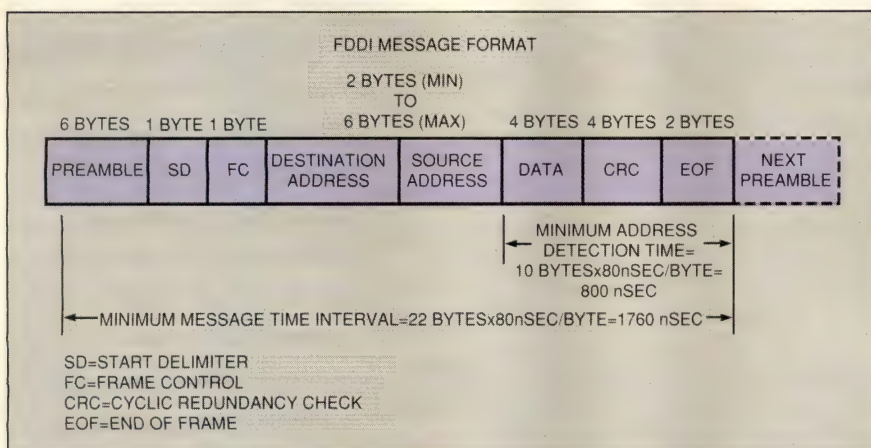 FDDI MESSAGE FORMAT
2 BYTES (MIN)
TO
6 BYTES 1 BYTE 1 BYTE 6 BYTES (MAX) 4 BYTES 4 BYTES 2 BYTES
PREAMBLE SD FC DESTINATION ADDRESS SOURCE ADDRESS DATA CRC EOF NEXT PREAMBLE
MINIMUM ADDRESS
DETECTION TIME=
10 BYTESx80nSEC/BYTE=
800 nSEC
MINIMUM MESSAGE TIME INTERVAL=22 BYTESx80nSEC/BYTE=1760 nSEC
SD=START DELIMITER
FC=FRAME CONTROL
CRC=CYCLIC REDUNDANCY CHECK
EOF=END OF FRAME